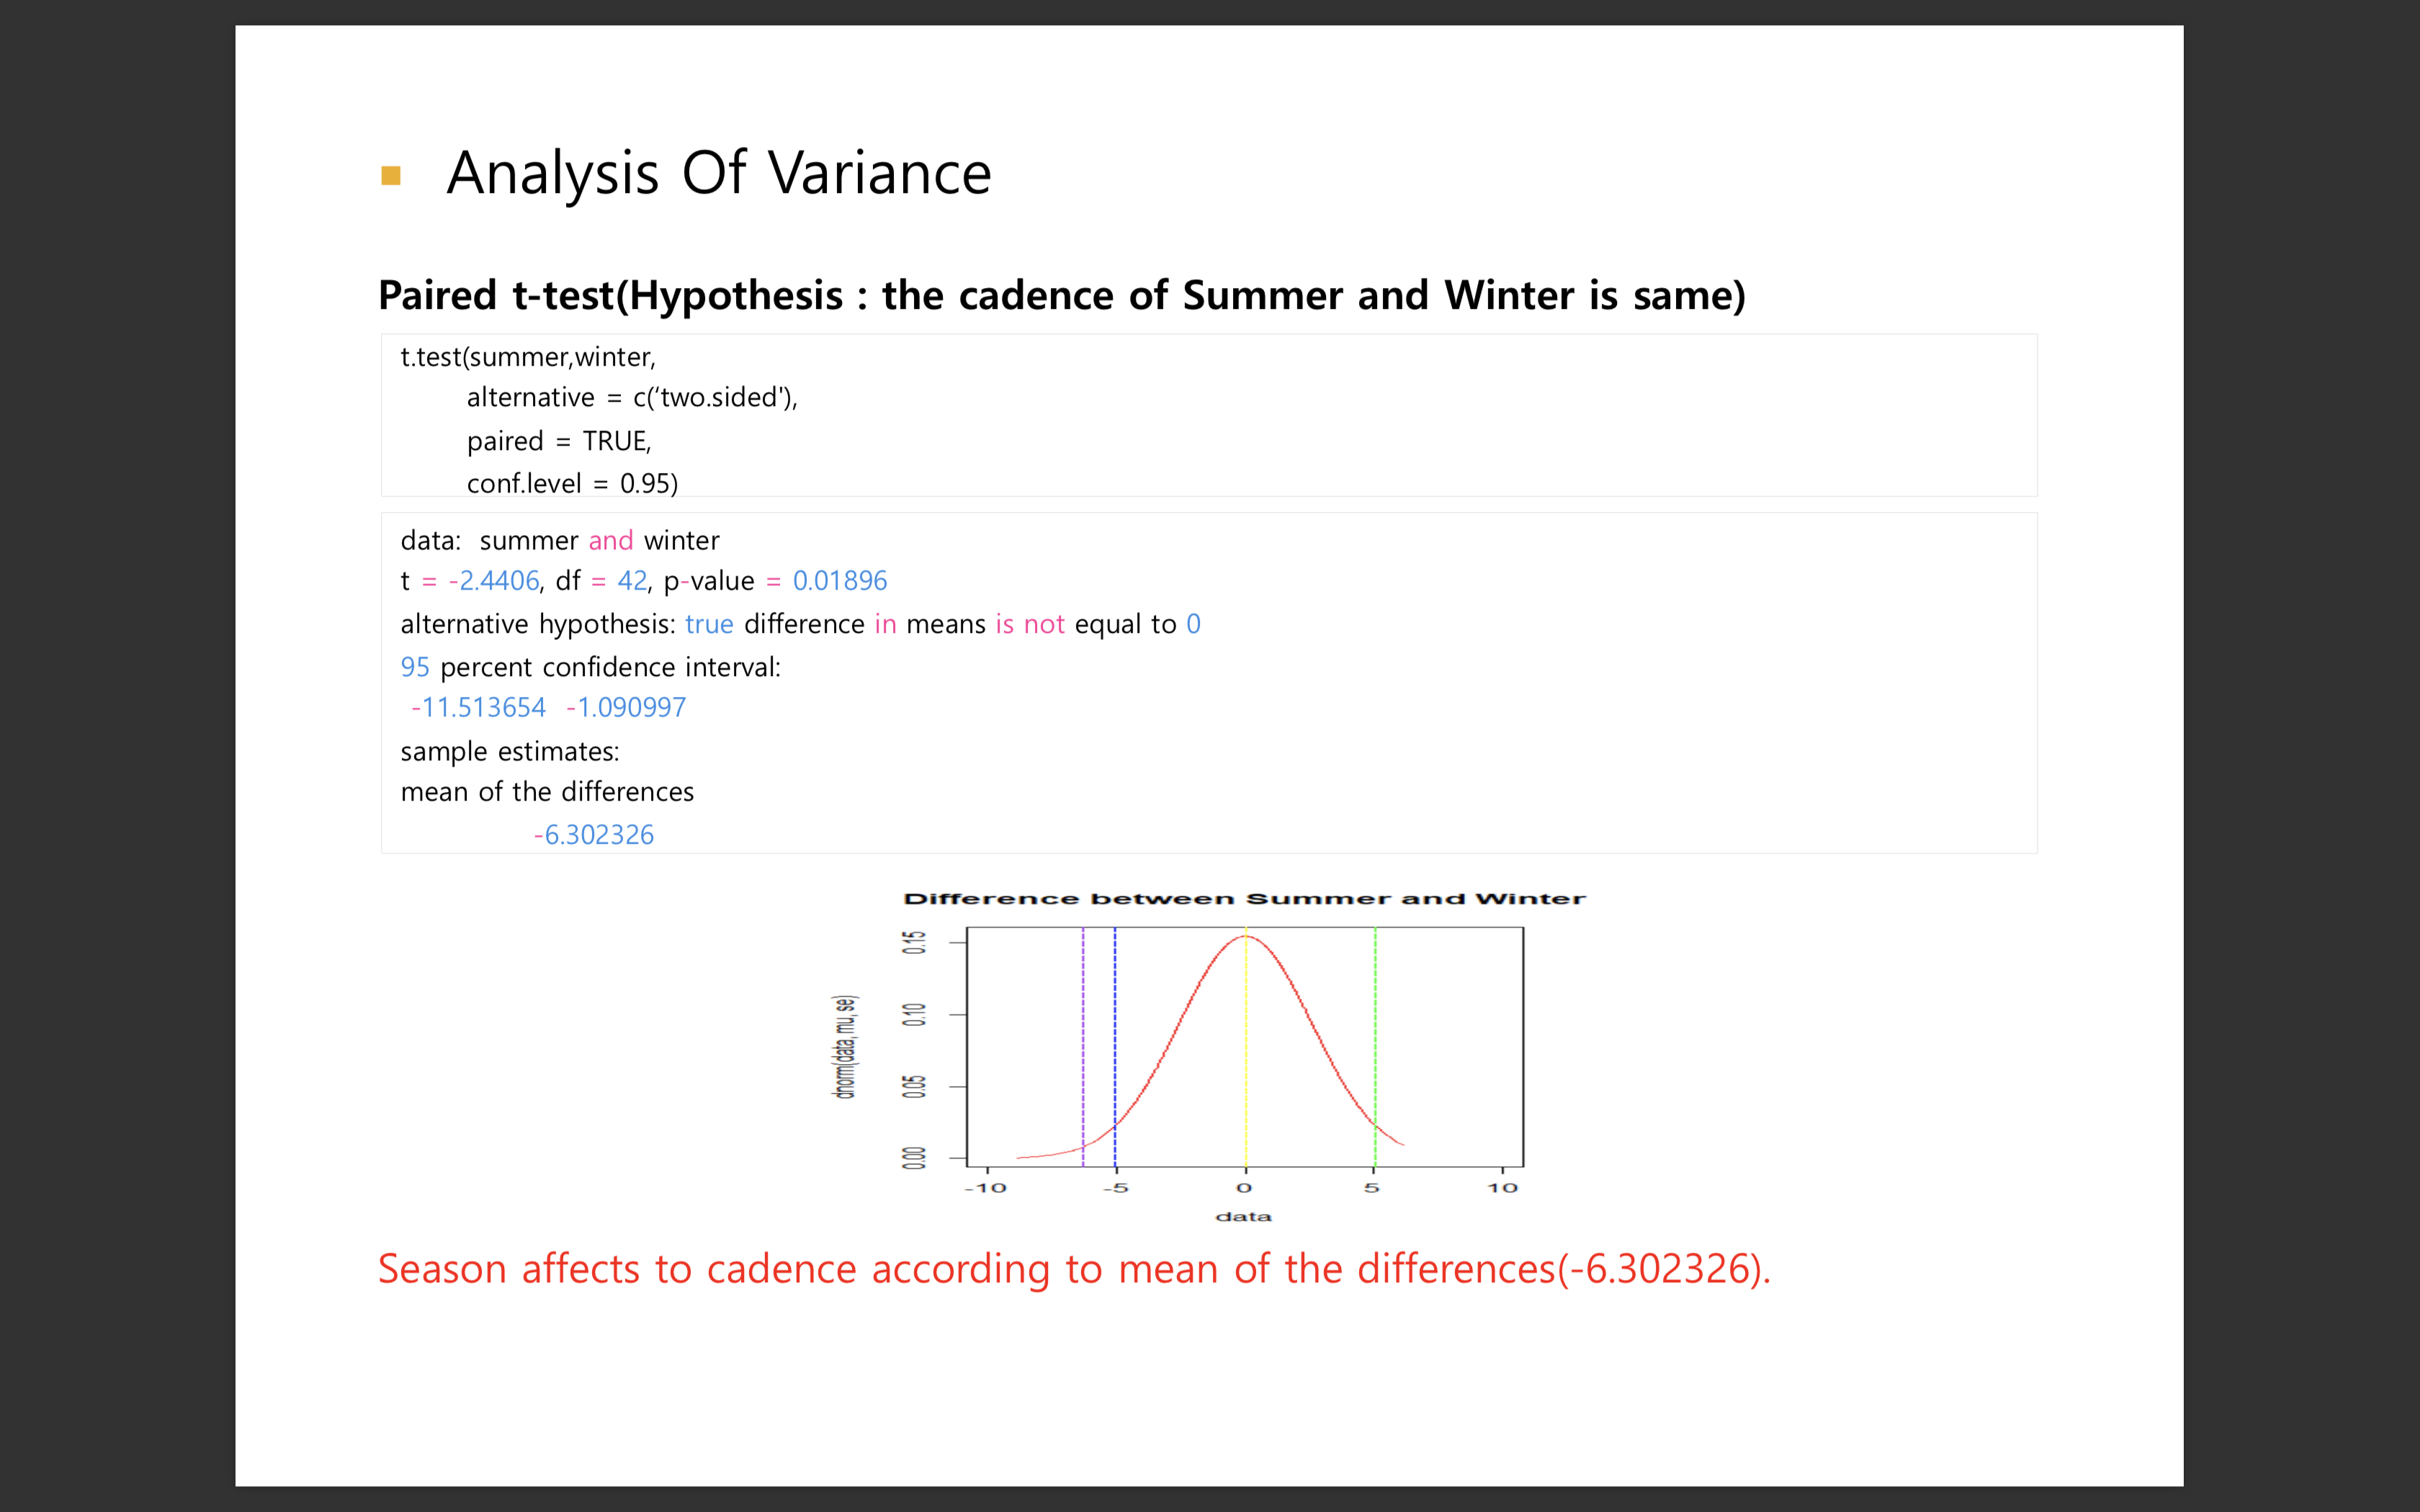 Analysis Of Variance
Paired t-test(Hypothesis : the cadence of Summer and Winter is same)
t.test(summer,winter,
alternative = c(‘two.sided'),
paired = TRUE,
conf.level = 0.95)
data: summer and winter
t = -2.4406, df = 42, p-value = 0.01896
alternative hypothesis: true difference in means is not equal to 0
95 percent confidence interval:
-11.513654 -1.090997
sample estimates:
mean of the differences
-6.302326
Difference between Summer and Winter
dnorm(data, mu, se)
0.15
0.10
0.05
0.00
-10 -5 0 5 10
data
Season affects to cadence according to mean of the differences(-6.302326).